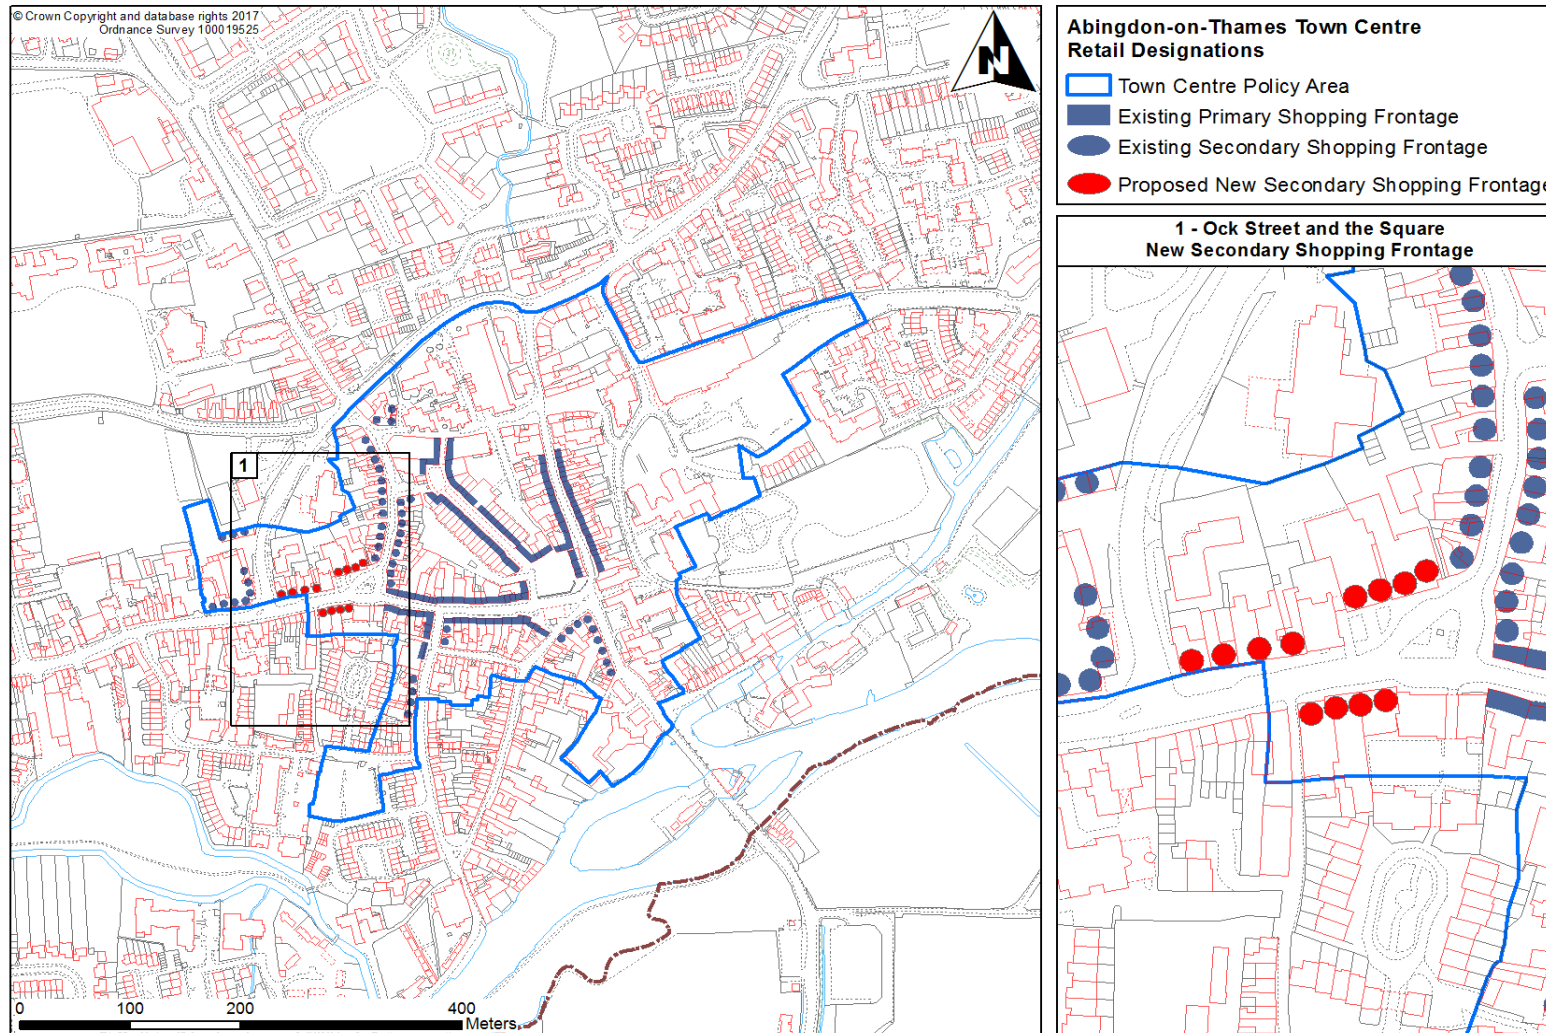 © Crown Copyright and database rights 2017
Ordnance Survey 100019525
N
1
0 100 200 400
Meters
Abingdon-on-Thames Town Centre
Retail Designations
Town Centre Policy Area
Existing Primary Shopping Frontage
Existing Secondary Shopping Frontage
Proposed New Secondary Shopping Frontage
1 - Ock Street and the Square
New Secondary Shopping Frontage